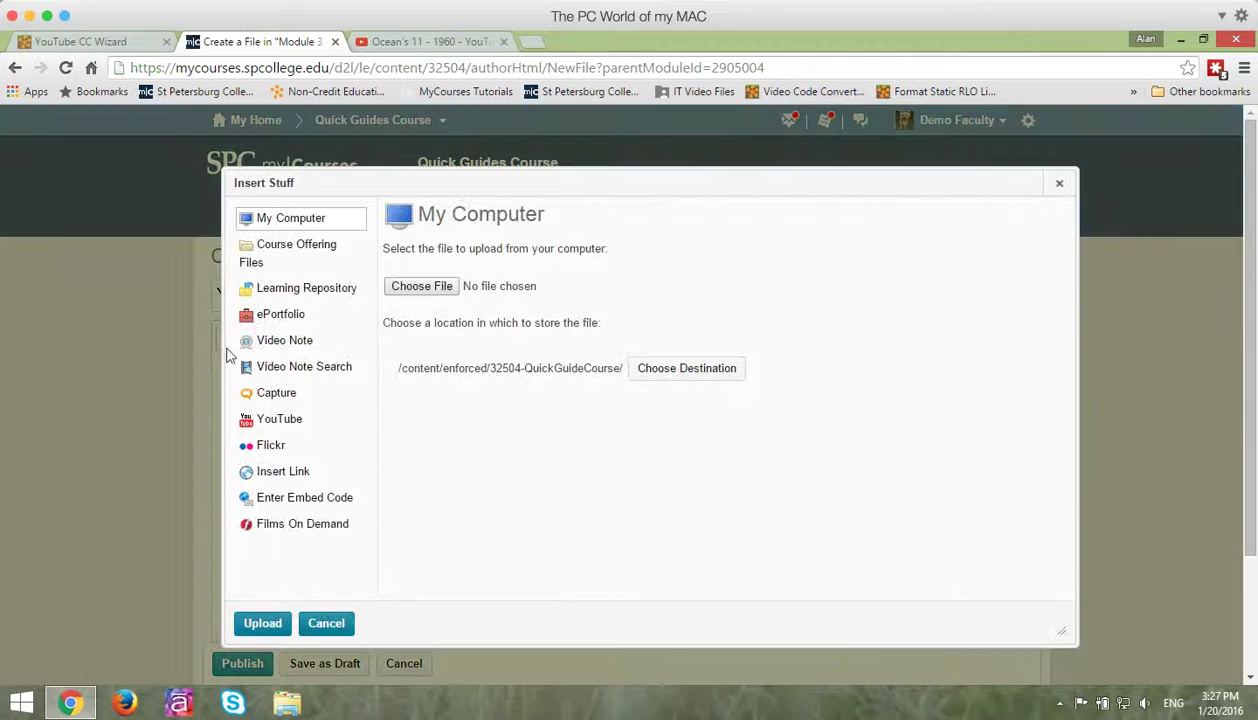 The PC World of my MAC
YouTube CC Wizard
Create a File in "Module 3
Ocean's 11 - 1960 - YouT
Alan
https://mycourses.spcollege.edu/d2l/le/content/32504/authorHtml/NewFile?parentModuleId=2905004
5
Apps
Bookmarks
St Petersburg Colle...
Non-Credit Educati...
MyCourses Tutorials
St Petersburg Colle...
IT Video Files
Video Code Convert...
Format Static RLO Li...
»
Other bookmarks
My Home
Quick Guides Course
Demo Faculty
SPC my|Courses
Quick Guides Course
Insert Stuff
My Computer
Course Offering
Files
Learning Repository
ePortfolio
Video Note
Video Note Search
Capture
YouTube
Flickr
Insert Link
Enter Embed Code
Films On Demand
My Computer
Select the file to upload from your computer:
Choose File No file chosen
Choose a location in which to store the file:
/content/enforced/32504-QuickGuideCourse/ Choose Destination
Upload
Cancel
Publish
Save as Draft
Cancel
ENG
3:27 PM
1/20/2016